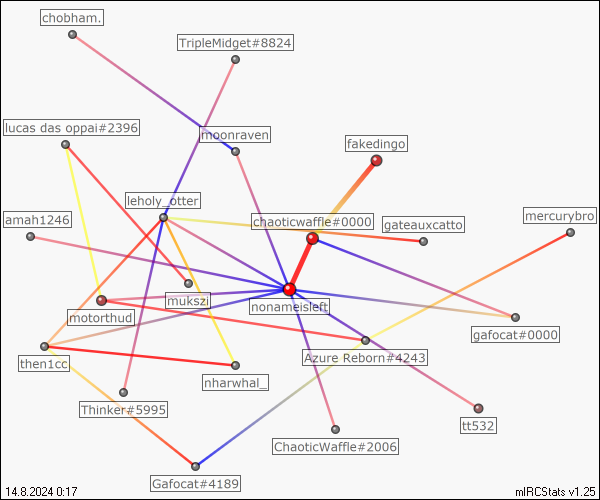 chobham.
TripleMidget#8824
lucas das oppai#2396
moonraven
fakedingo
leholy_otter
amah1246
chaoticwaffle#0000
gateauxcatto
mercurybro
mukszi
nonameisleft
motorthud
gafocat#0000
then1cc
Azure Reborn#4243
nharwhal_
Thinker#5995
tt532
ChaoticWaffle#2006
Gafocat#4189
14.8.2024 0:17
mIRCStats v1.25